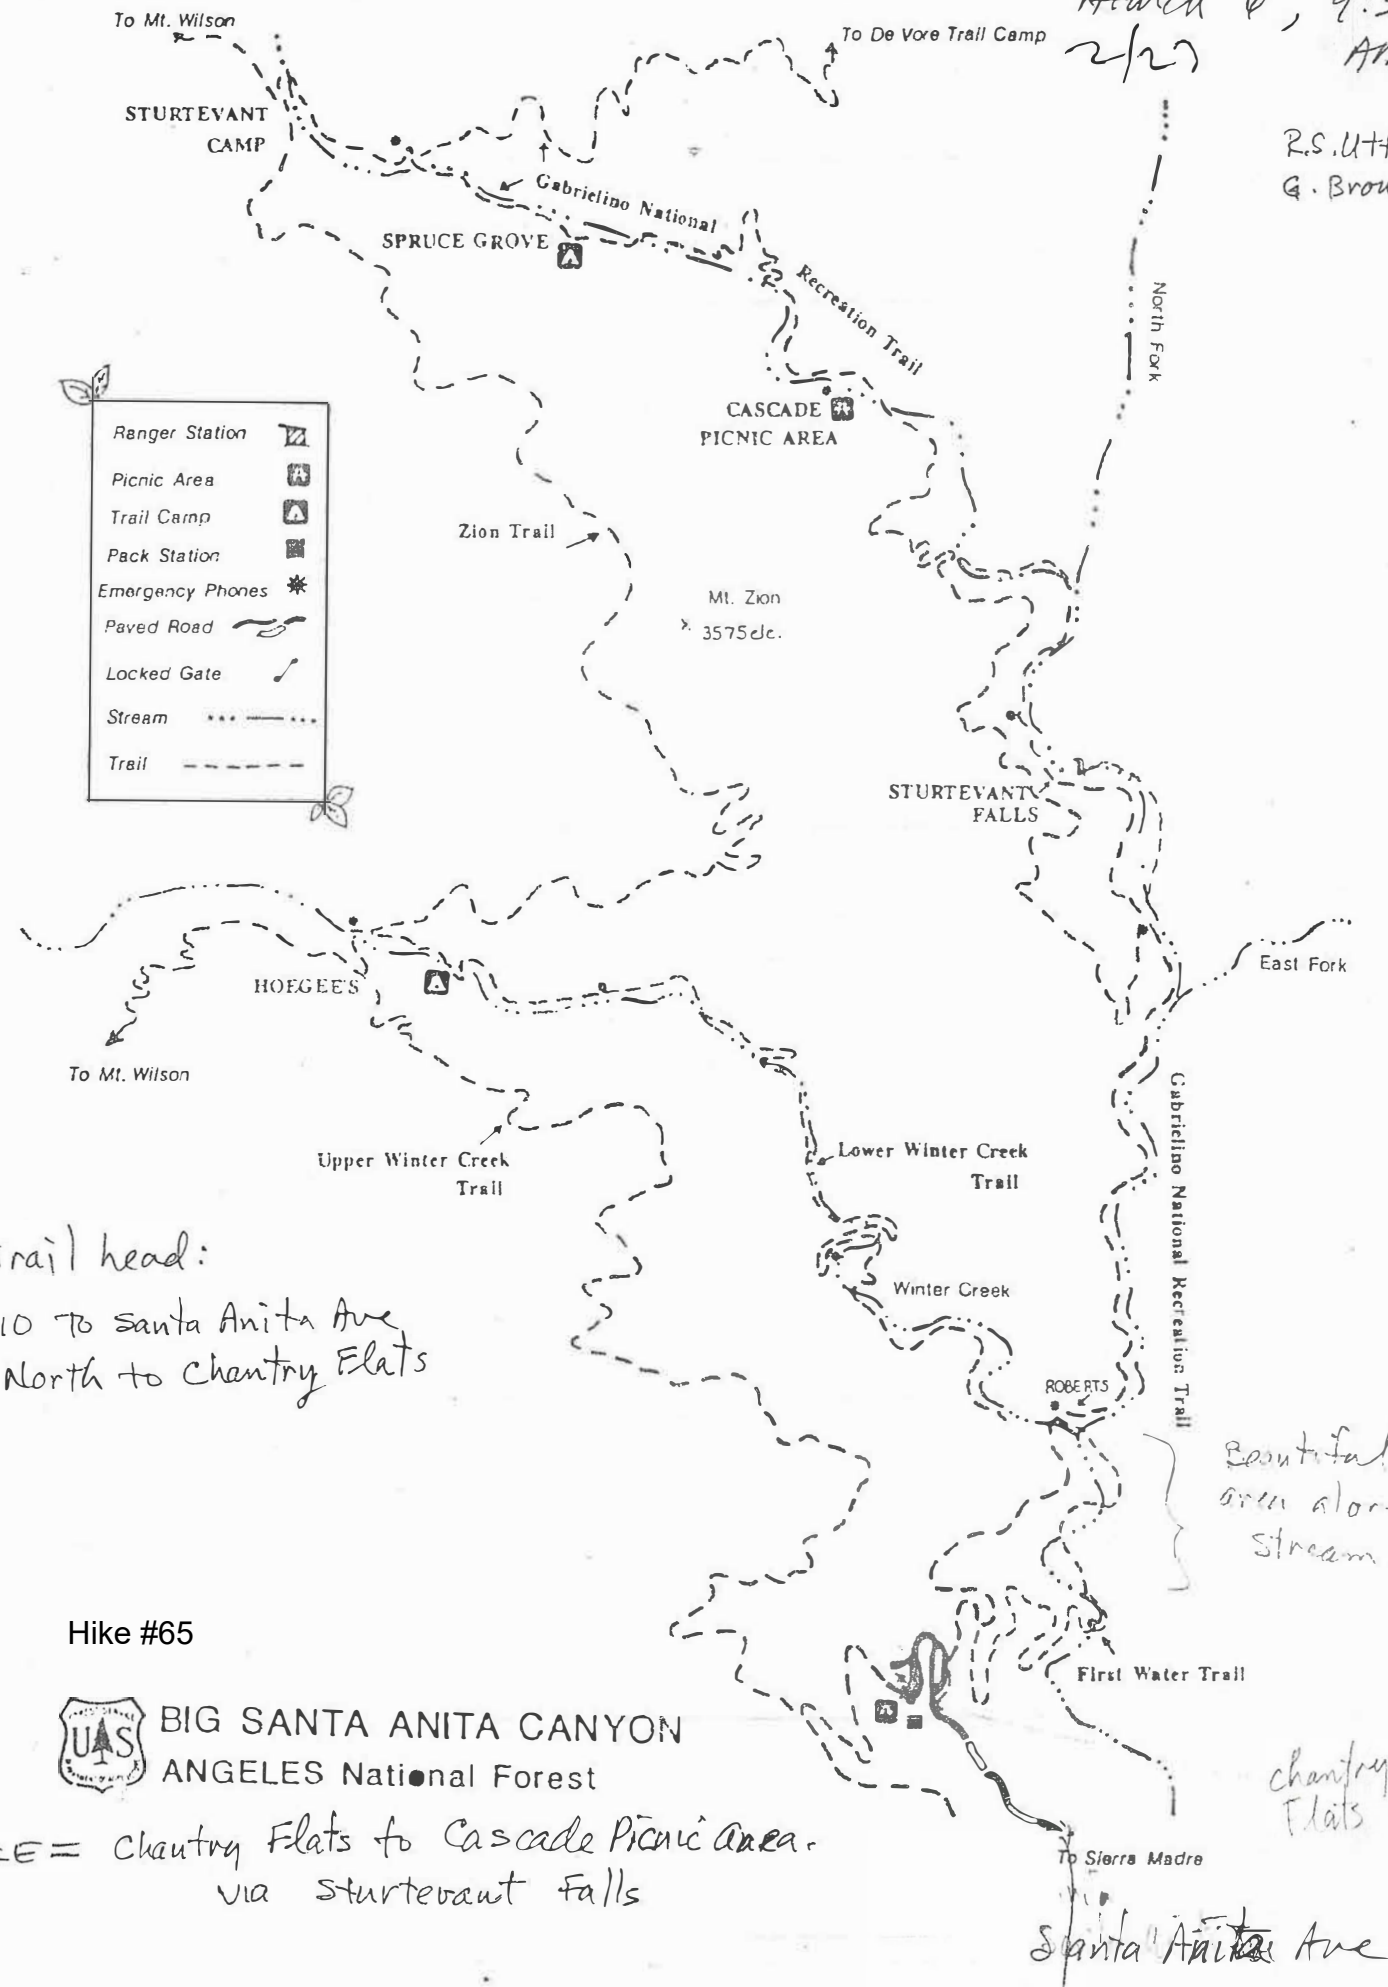 To Mt. Wilson
To De Vore Trail Camp
2/27
R.S.
G.
STURTEVANT
CAMP
Gabrielino National
Recreation Trail
SPRUCE GROVE
North Fork
CASCADE
PICNIC AREA
Ranger Station
Picnic Area
Trail Camp
Pack Station
Emergency Phones
Paved Road
Locked Gate
Stream
Trail
Zion Trail
Mt. Zion
3575 ele.
STURTEVANT
FALLS
HOEGEE'S
East Fork
To Mt. Wilson
Upper Winter Creek
Trail
Lower Winter Creek
Trail
Gabrielino National Recreation Trail
Winter Creek
rail head:
10 to Santa Anita Ave
North to Chantry Flats
ROBERTS
Beautiful
area
Stream
Hike #65
First Water Trail
UAS
BIG SANTA ANITA CANYON
ANGELES National Forest
Chantry
Flats
= Chantry Flats to Cascade Picnic area.
via Sturtevant Falls
To Sierra Madre
Santa Anita Ave